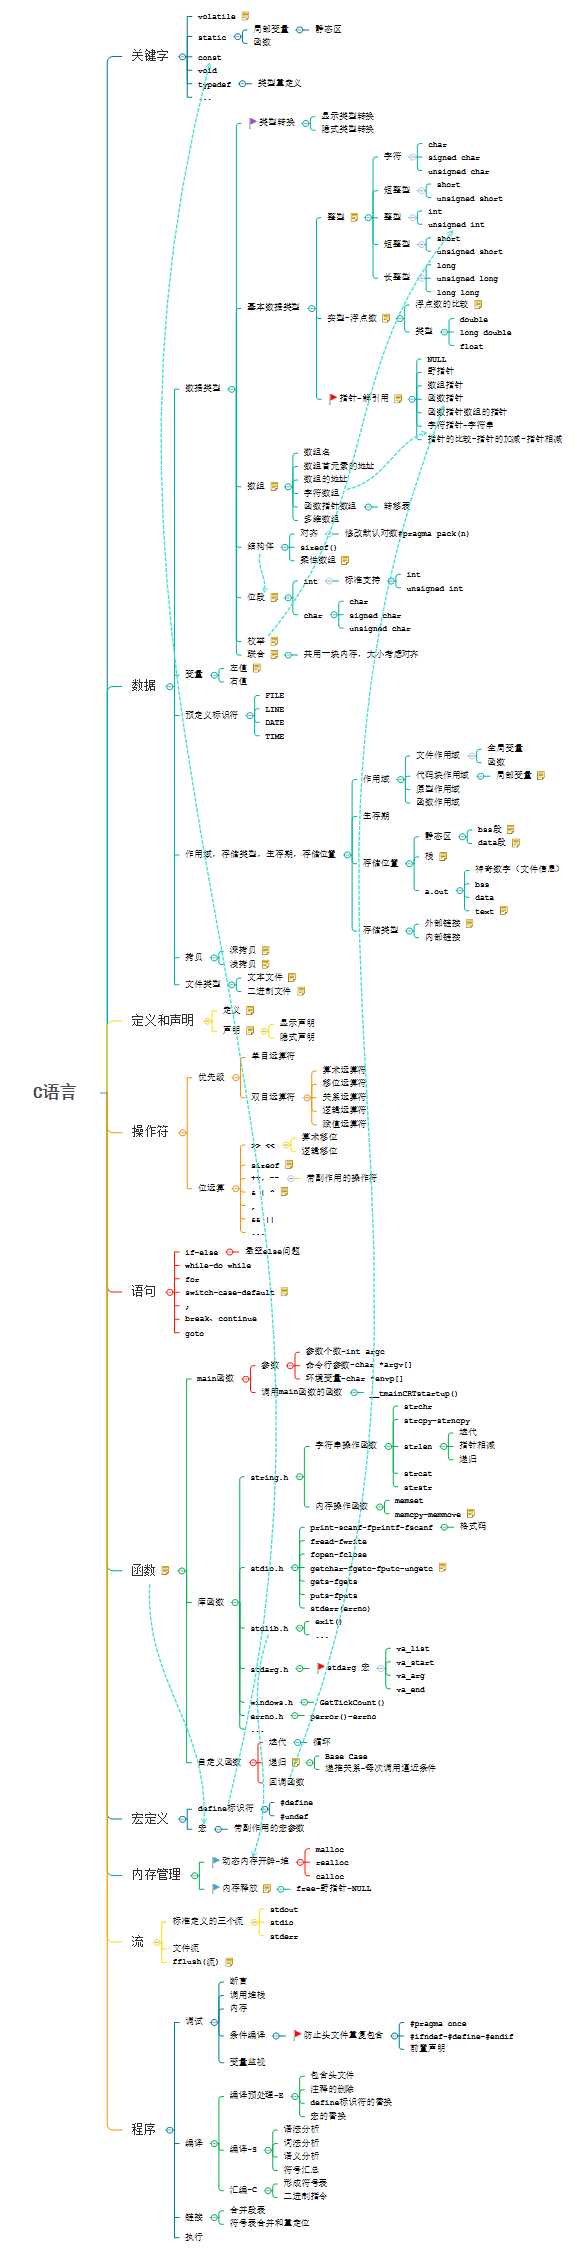 C语言
关键字
volatile
static
局部变量
静态区
函数
const
void
typedef
类型重定义
...
数据
数据类型
类型转换
显示类型转换
隐式类型转换
基本数据类型
整型
字符
char
signed char
unsigned char
短整型
short
unsigned short
整型
int
unsigned int
短整型
short
unsigned short
长整型
long
unsigned long
long long
实型-浮点数
浮点数的比较
类型
double
long double
float
指针-解引用
NULL
野指针
数组指针
函数指针
函数指针数组的指针
字符指针-字符串
指针的比较-指针的加减-指针相减
数组
数组名
数组首元素的地址
数组的地址
字符数组
函数指针数组
转移表
多维数组
结构体
对齐
修改默认对数#pragma pack(n)
sizeof()
柔性数组
位段
int
标准支持
int
unsigned int
char
char
signed char
unsigned char
枚举
联合
共用一块内存，大小考虑对齐
变量
左值
右值
预定义标识符
FILE
LINE
DATE
TIME
作用域，存储类型，生存期，存储位置
作用域
文件作用域
全局变量
函数
代码块作用域
局部变量
原型作用域
函数作用域
生存期
存储位置
静态区
bss段
data段
栈
a.out
神奇数字（文件信息）
bss
data
text
存储类型
外部链接
内部链接
拷贝
深拷贝
浅拷贝
文件类型
文本文件
二进制文件
定义和声明
定义
声明
显示声明
隐式声明
操作符
优先级
单目运算符
双目运算符
算术运算符
移位运算符
关系运算符
逻辑运算符
赋值运算符
位运算
>> <<
算术移位
逻辑移位
sizeof
++, --
带副作用的操作符
& | ^
,
&& ||
...
语句
if-else
悬空else问题
while-do while
for
switch-case-default
;
break、continue
goto
函数
main函数
参数
参数个数-int argc
命令行参数-char *argv[]
环境变量-char *envp[]
调用main函数的函数
__tmainCRTstartup()
库函数
string.h
字符串操作函数
strchr
strcpy-strncpy
strlen
迭代
指针相减
递归
strcat
strstr
内存操作函数
memset
memcpy-memmove
stdio.h
print-scanf-fprintf-fscanf
格式码
fread-fwrite
fopen-fclose
getchar-fgetc-fputc-ungetc
gets-fgets
puts-fputs
stderr(errno)
stdlib.h
exit()
...
stdarg.h
stdarg 宏
va_list
va_start
va_arg
va_end
windows.h
GetTickCount()
errno.h
perror()-errno
...
自定义函数
迭代
循环
递归
Base Case
递推关系-每次调用逼近条件
回调函数
宏定义
define标识符
#define
#undef
宏
带副作用的宏参数
内存管理
动态内存开辟-堆
malloc
realloc
calloc
内存释放
free-野指针-NULL
流
标准定义的三个流
stdout
stdio
stderr
文件流
fflush(流)
程序
调试
断言
调用堆栈
内存
条件编译
防止头文件重复包含
#pragma once
#ifndef-#define-#endif
前置声明
变量监视
编译
编译预处理-E
包含头文件
注释的删除
define标识符的替换
宏的替换
编译-S
语法分析
词法分析
语义分析
符号汇总
汇编-C
形成符号表
二进制指令
链接
合并段表
符号表合并和重定位
执行